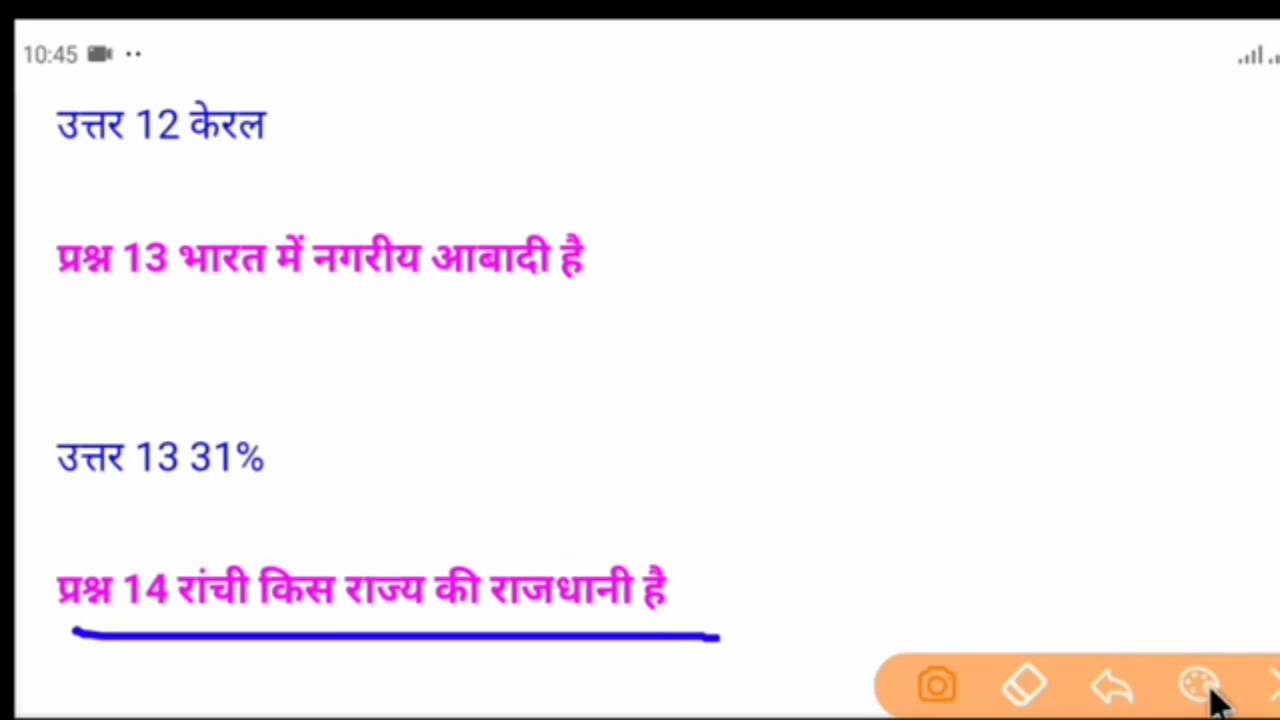 10:45
उत्तर 12 केरल
प्रश्न 13 भारत में नगरीय आबादी है
उत्तर 13 31%
प्रश्न 14 रांची किस राज्य की राजधानी है